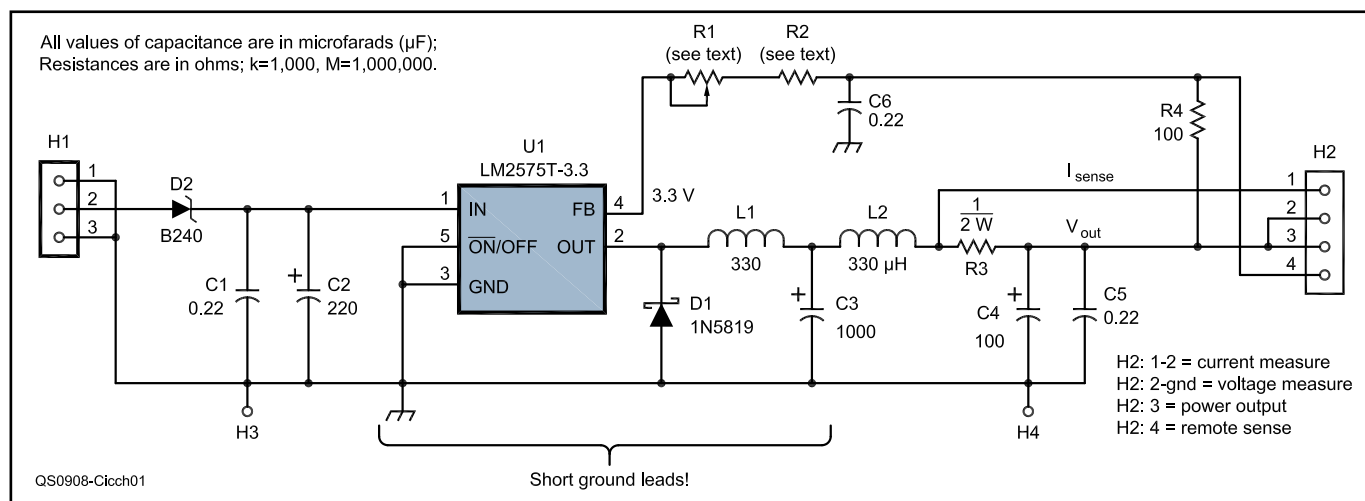 All values of capacitance are in microfarads (µF);
Resistances are in ohms; k=1,000, M=1,000,000.
R1
(see text)
R2
(see text)
C6
0.22
R4
100
H1
1
2
3
D2
B240
C1
0.22
+
C2
220
U1
LM2575T-3.3
1
IN
FB
4
3.3 V
5
ON/OFF
OUT
2
3
GND
L1
330
L2
330 µH
D1
1N5819
+
C3
1000
I sense
1
2 W
R3
V out
+
C4
100
C5
0.22
H2
1
2
3
4
H3
H4
H2: 1-2 = current measure
H2: 2-gnd = voltage measure
H2: 3 = power output
H2: 4 = remote sense
Short ground leads!
QS0908-Cicch01